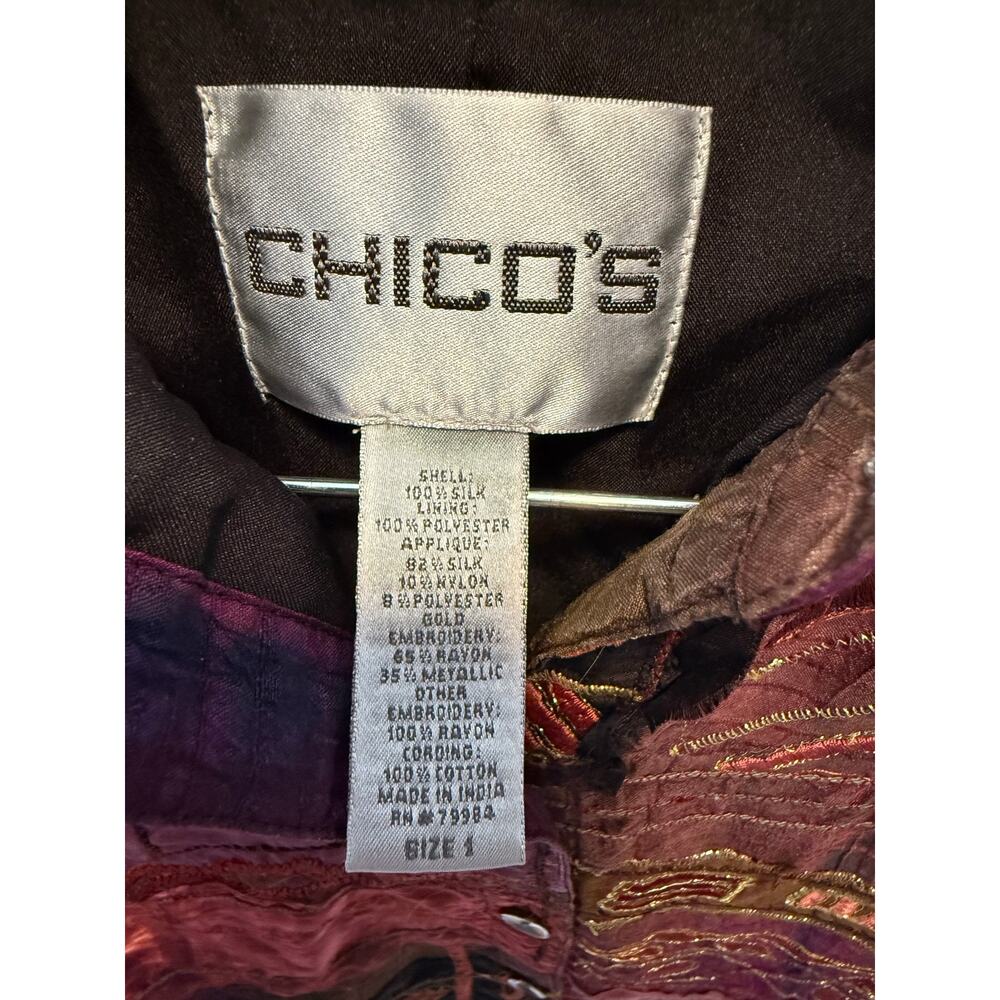 CHICO'S
SHELL:
100% SILK
LINING:
100% POLYESTER
APPLIQUE:
82% SILK
10% NYLON
8% POLYESTER
GOLD
EMBROIDERY:
65% RAYON
35% METALLIC
OTHER
EMBROIDERY:
100% RAYON
CORDING:
100% COTTON
MADE IN INDIA
RN# 79984
SIZE 1